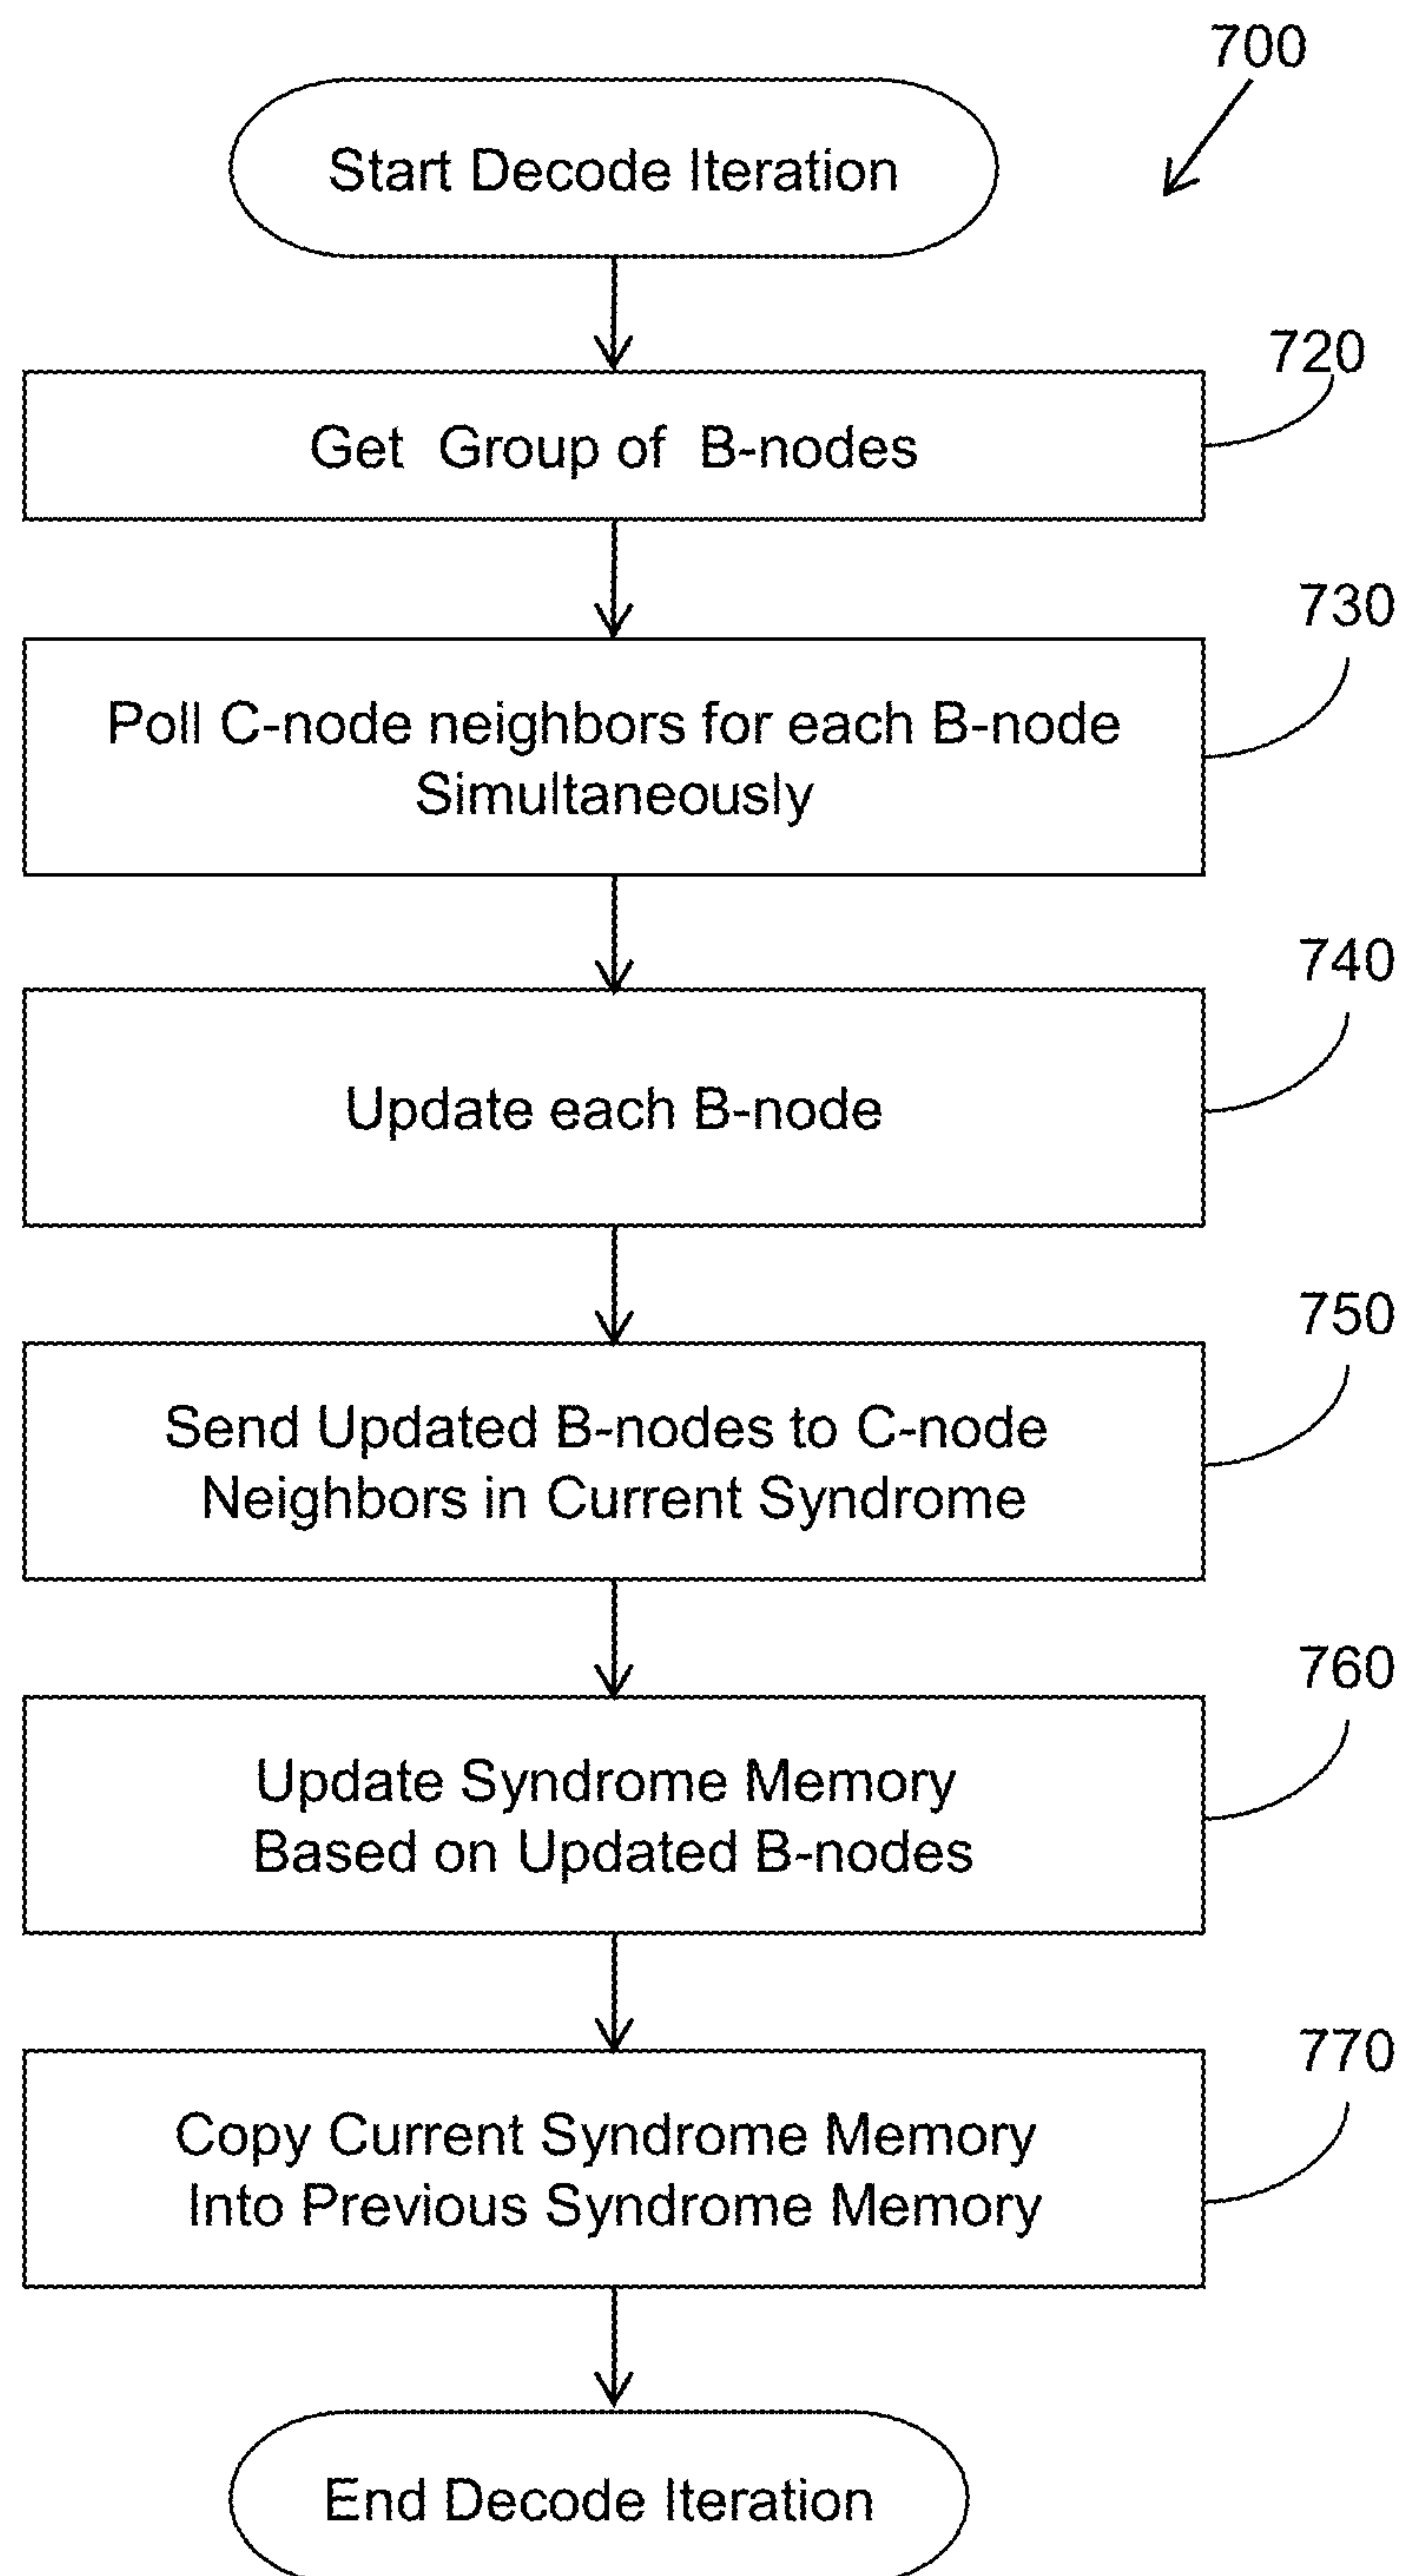 700
Start Decode Iteration
720
Get Group of B-nodes
730
Poll C-node neighbors for each B-node
Simultaneously
740
Update each B-node
750
Send Updated B-nodes to C-node
Neighbors in Current Syndrome
760
Update Syndrome Memory
Based on Updated B-nodes
770
Copy Current Syndrome Memory
Into Previous Syndrome Memory
End Decode Iteration